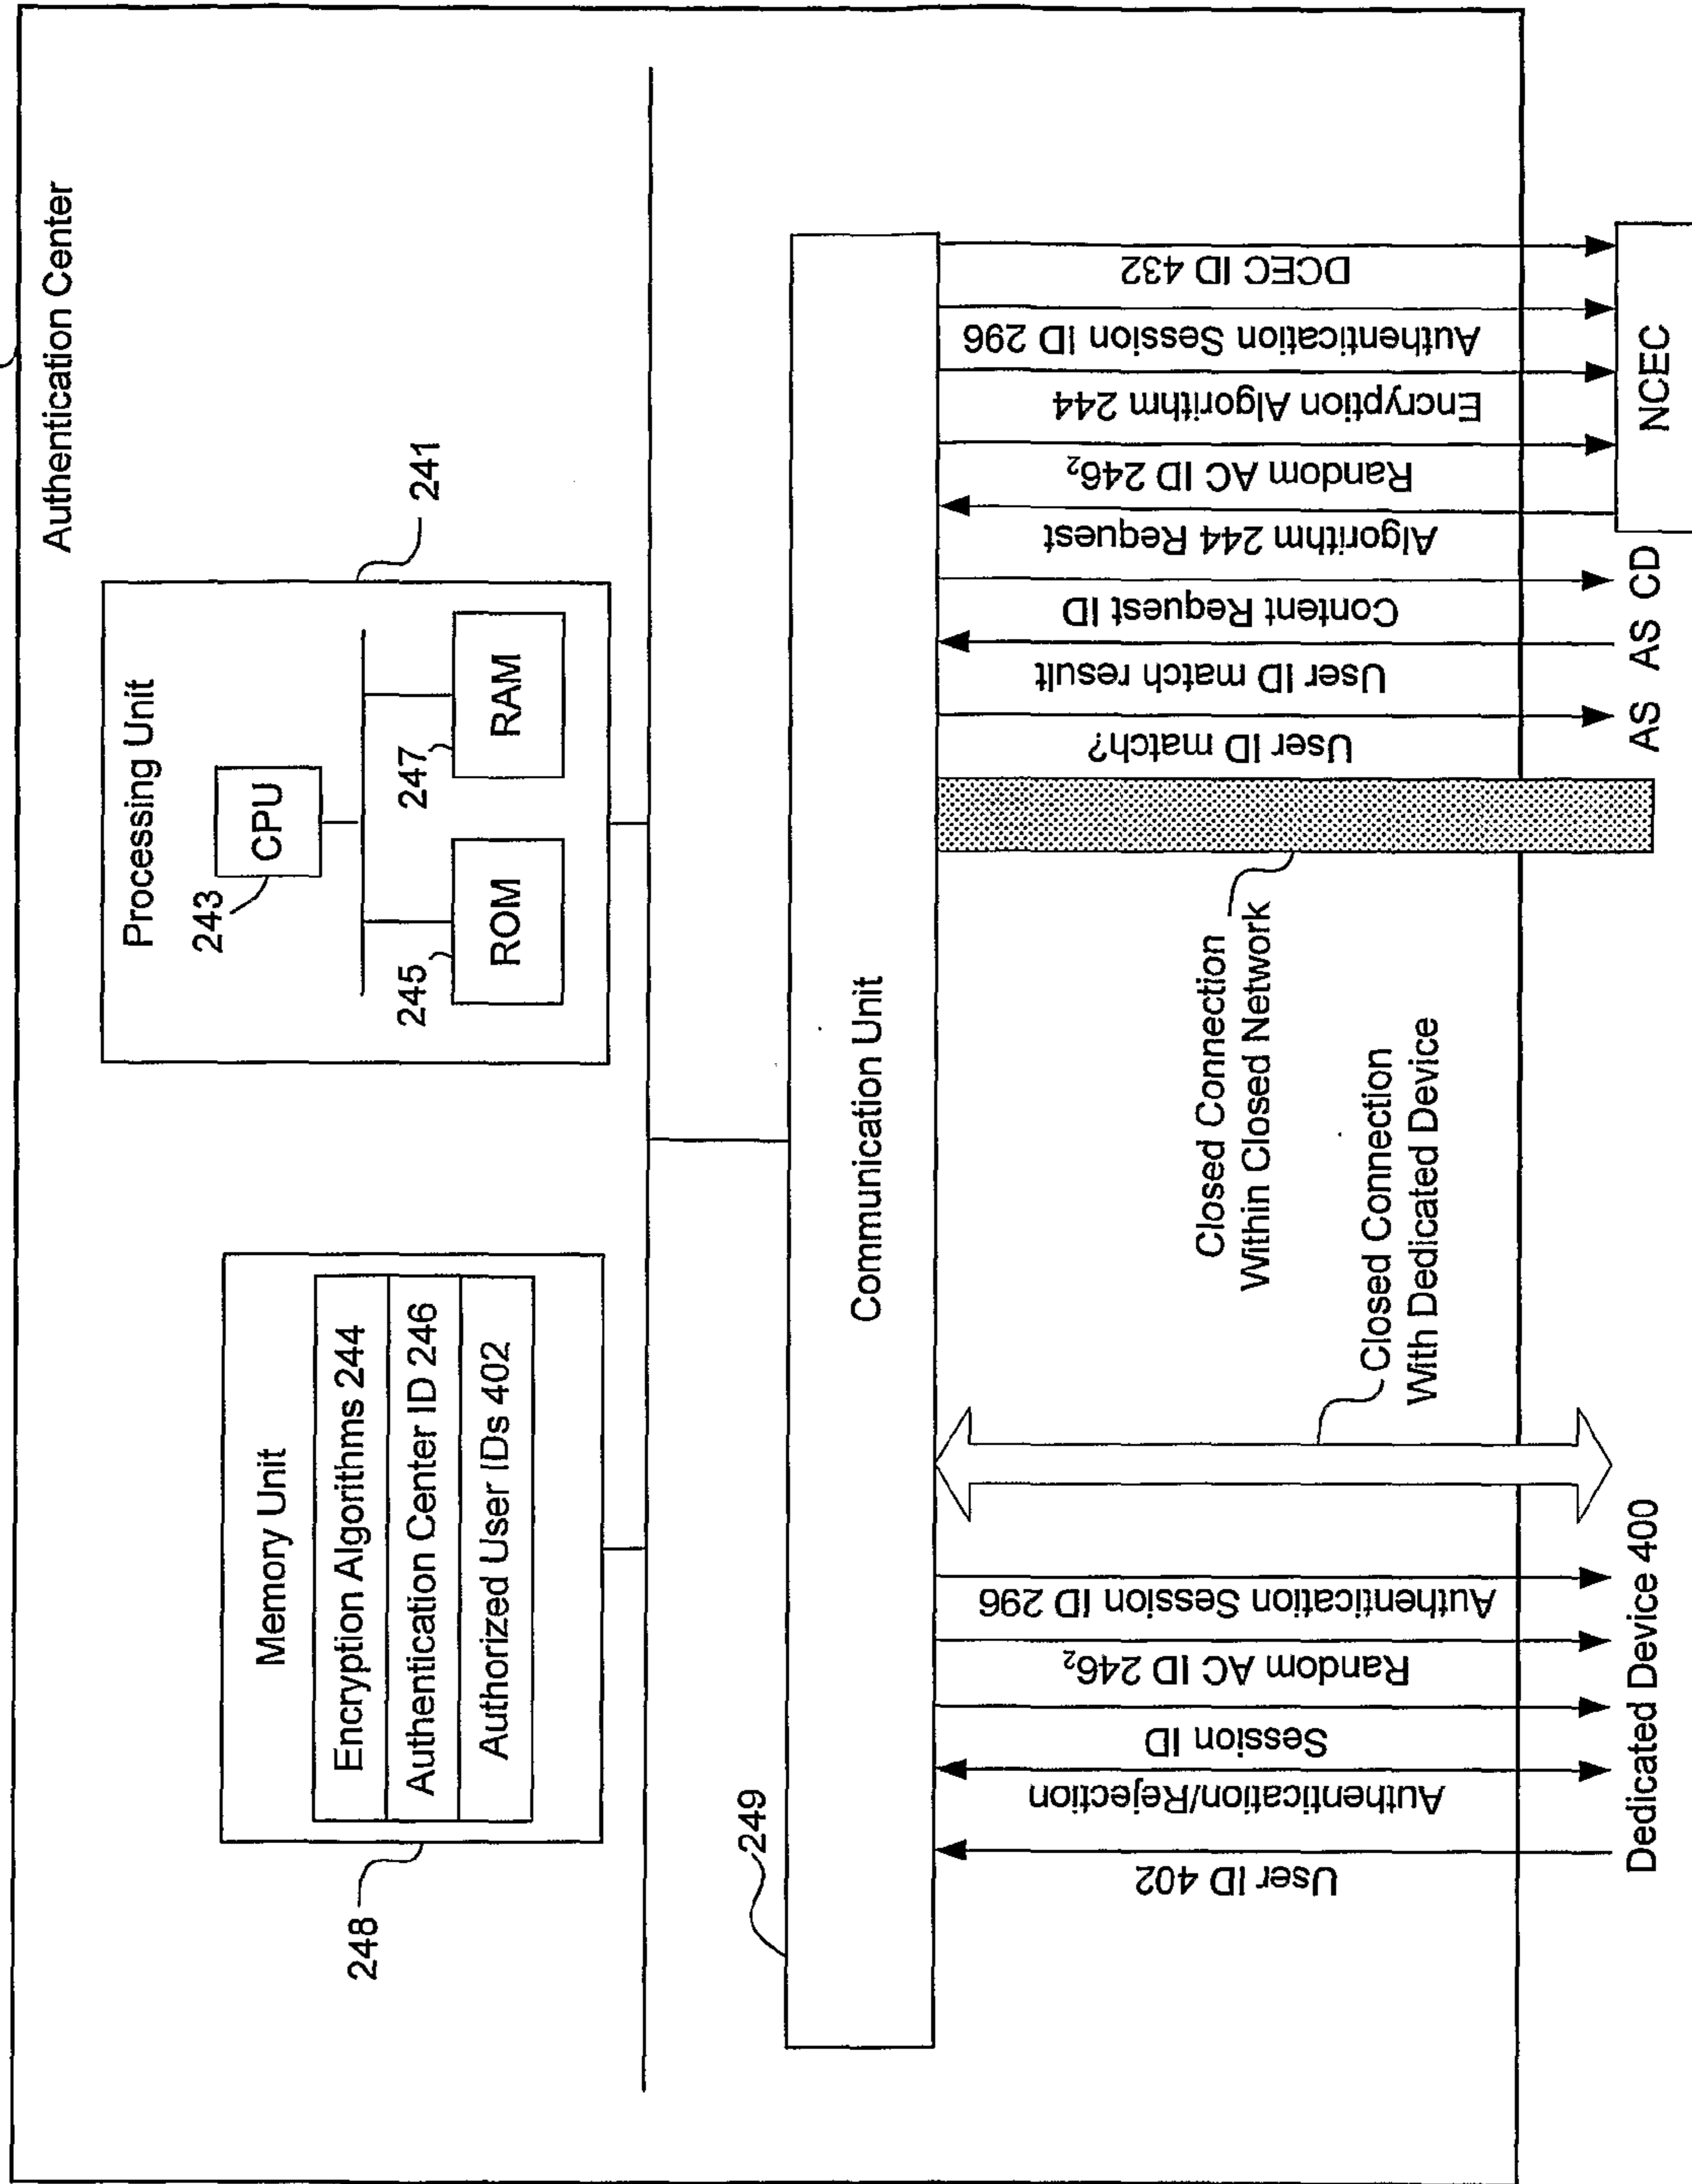 Authentication Center
Memory Unit
Encryption Algorithms 244
Authentication Center ID 246
Authorized User IDs 402
248
Processing Unit
243
CPU
245
ROM
247
RAM
241
249
Communication Unit
User ID 402
Authentication/Rejection
Session ID
Random AC ID 246₂
Authentication Session ID 296
Dedicated Device 400
Closed Connection
With Dedicated Device
Closed Connection
Within Closed Network
User ID match?
User ID match result
Content Request ID
Algorithm 244 Request
Random AC ID 246₂
Encryption Algorithm 244
Authentication Session ID 296
DCEC ID 432
AS AS CD
NCEC